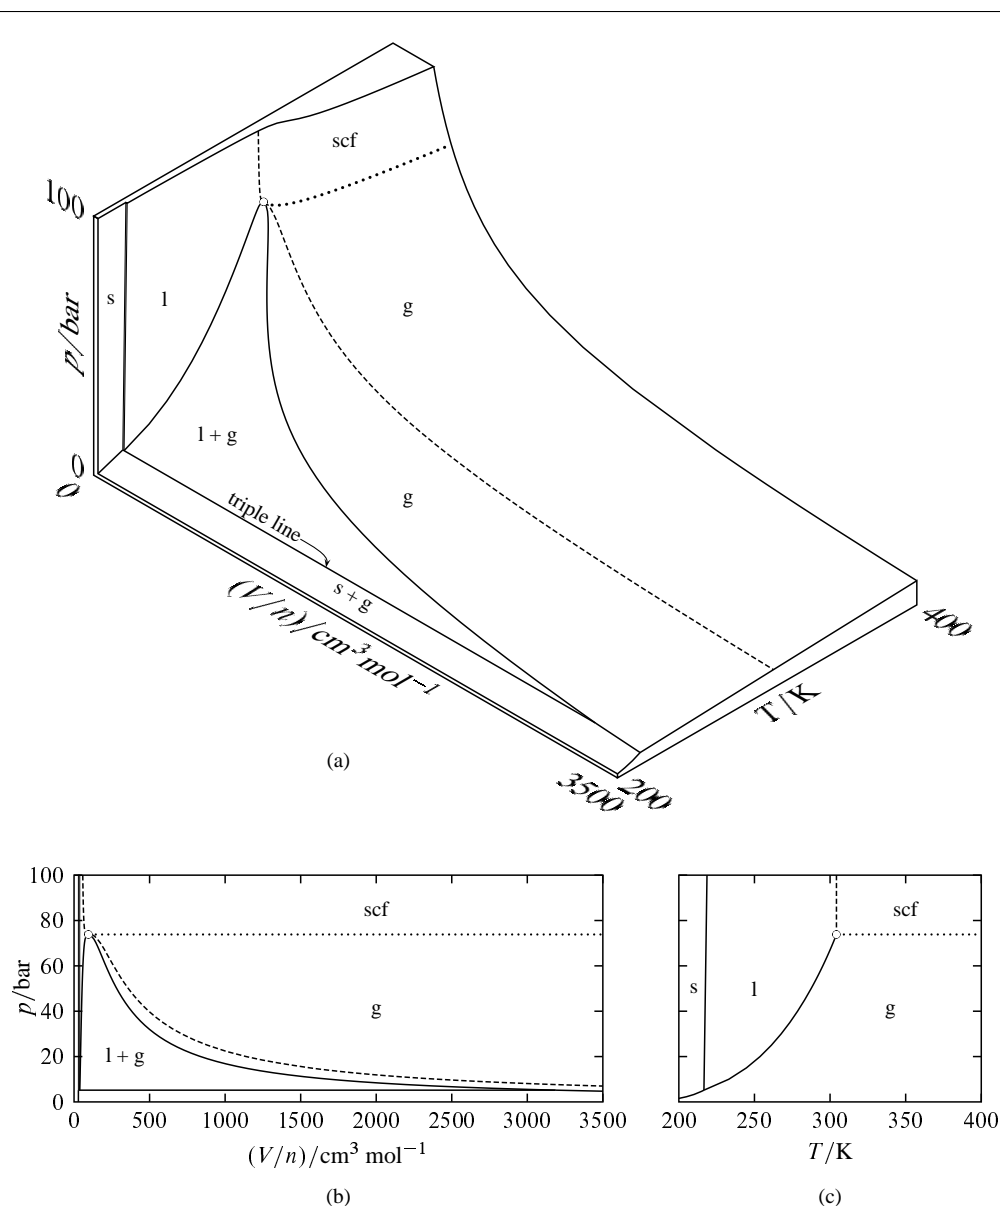 scf
100
s
l
g
p/bar
l + g
0
0
g
triple line
s + g
(V/n)/cm³ mol⁻¹
400
T/K
(a)
3500
200
100
80
60
40
20
0
p/bar
scf
g
l + g
0 500 1000 1500 2000 2500 3000 3500
(V/n)/cm³ mol⁻¹
(b)
scf
s
l
g
200 250 300 350 400
T/K
(c)